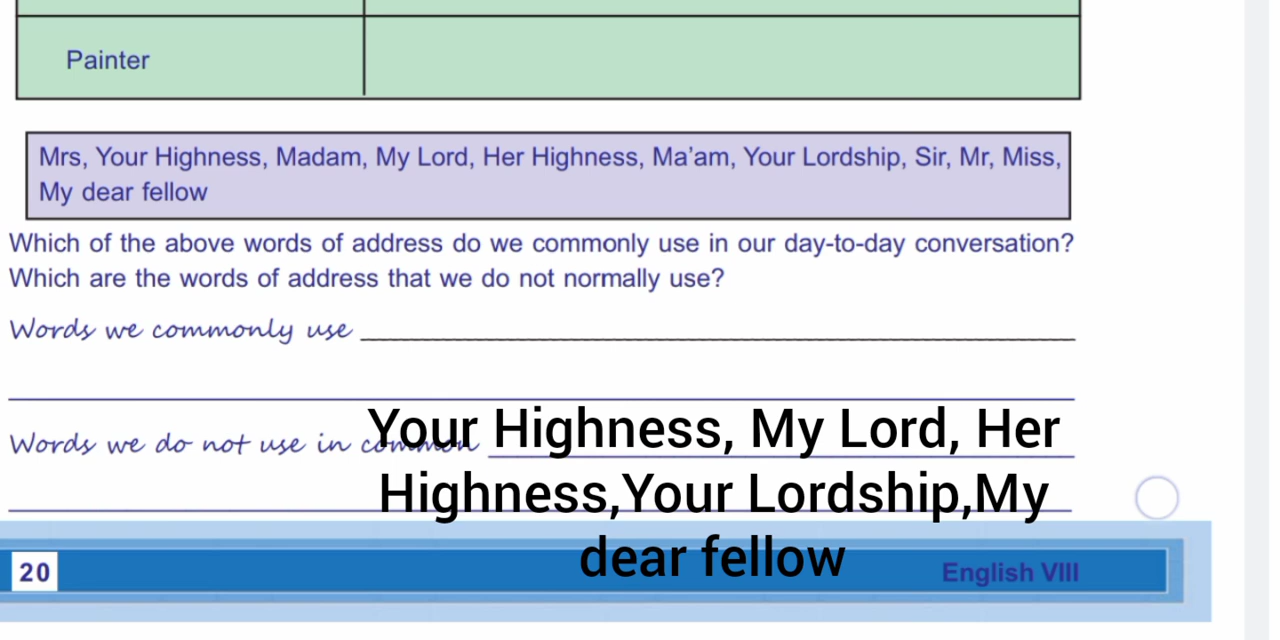 Painter
Mrs, Your Highness, Madam, My Lord, Her Highness, Ma'am, Your Lordship, Sir, Mr, Miss,
My dear fellow
Which of the above words of address do we commonly use in our day-to-day conversation?
Which are the words of address that we do not normally use?
Words we commonly use
Words we do not use in common
Your Highness, My Lord, Her
Highness,Your Lordship,My
dear fellow
20
English VIII